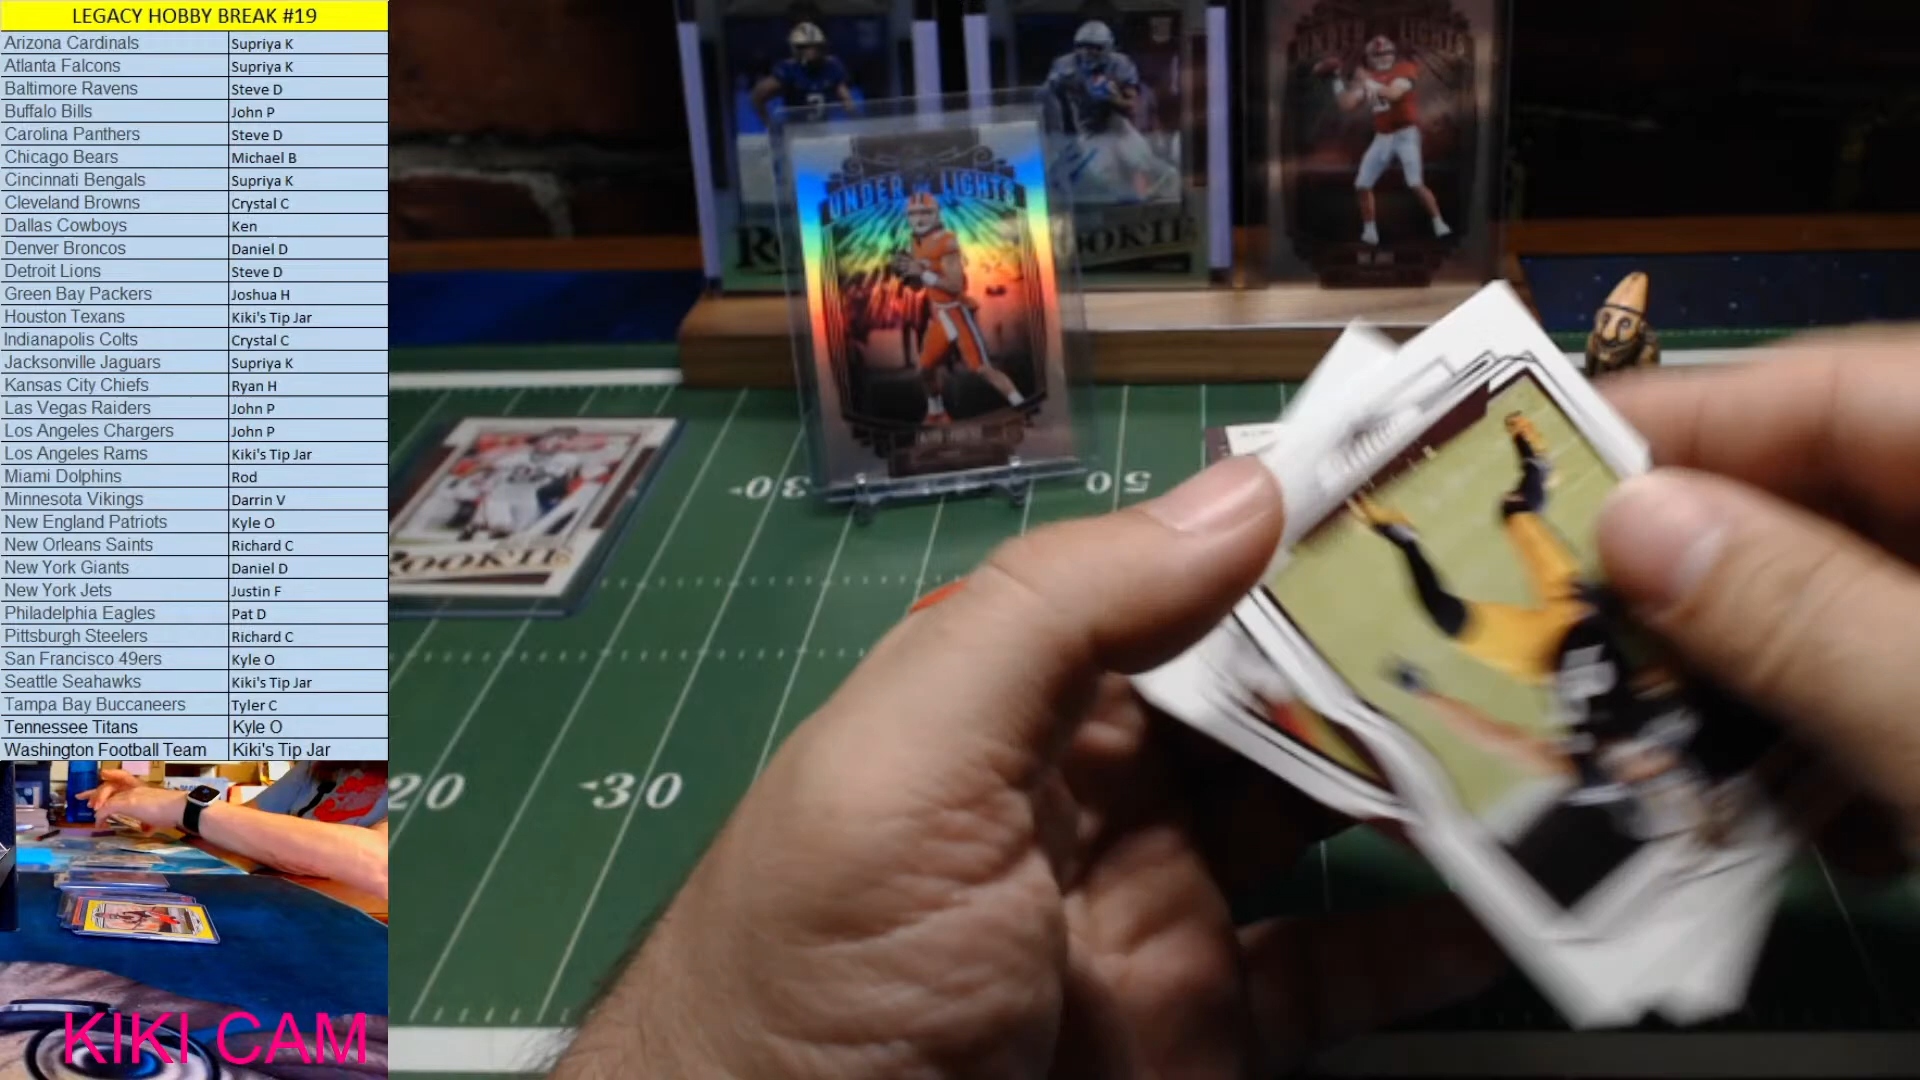 LEGACY HOBBY BREAK #19
Arizona Cardinals Supriya K
Atlanta Falcons Supriya K
Baltimore Ravens Steve D
Buffalo Bills John P
Carolina Panthers Steve D
Chicago Bears Michael B
Cincinnati Bengals Supriya K
Cleveland Browns Crystal C
Dallas Cowboys Ken
Denver Broncos Daniel D
Detroit Lions Steve D
Green Bay Packers Joshua H
Houston Texans Kiki's Tip Jar
Indianapolis Colts Crystal C
Jacksonville Jaguars Supriya K
Kansas City Chiefs Ryan H
Las Vegas Raiders John P
Los Angeles Chargers John P
Los Angeles Rams Kiki's Tip Jar
Miami Dolphins Rod
Minnesota Vikings Darrin V
New England Patriots Kyle O
New Orleans Saints Richard C
New York Giants Daniel D
New York Jets Justin F
Philadelphia Eagles Pat D
Pittsburgh Steelers Richard C
San Francisco 49ers Kyle O
Seattle Seahawks Kiki's Tip Jar
Tampa Bay Buccaneers Tyler C
Tennessee Titans Kyle O
Washington Football Team Kiki's Tip Jar
KIKI CAM
UNDER THE LIGHTS
UNDER THE LIGHTS
MAC JONES
ROOKIE
30
50
20
30